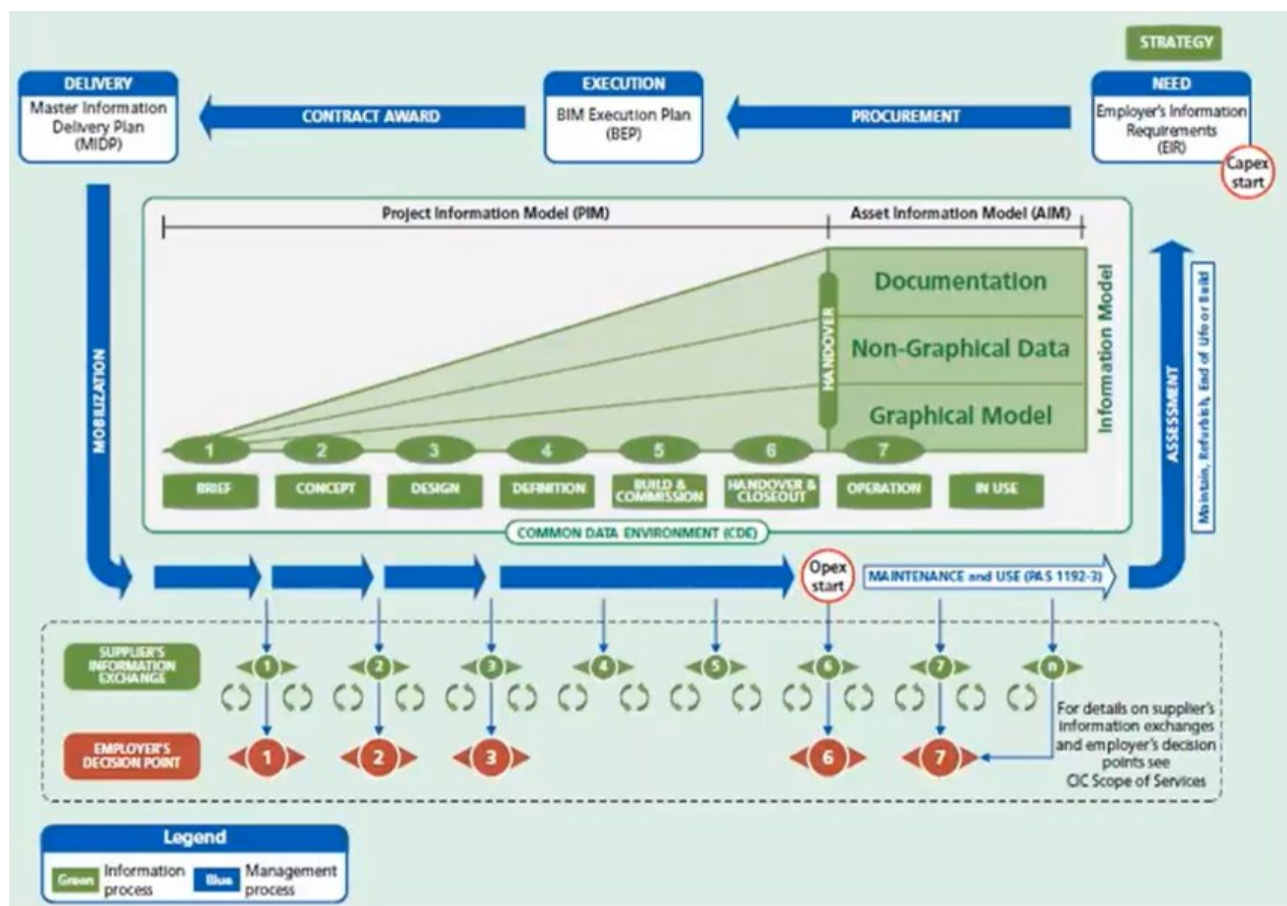 STRATEGY
DELIVERY
Master Information
Delivery Plan
(MIDP)
CONTRACT AWARD
EXECUTION
BIM Execution Plan
(BEP)
PROCUREMENT
NEED
Employer's Information
Requirements
(EIR)
Capex
start
Project Information Model (PIM)
Asset Information Model (AIM)
MOBILIZATION
HANDOVER
Documentation
Non-Graphical Data
Graphical Model
Information Model
ASSESSMENT
Maintain, Refurbish, End of Life or Build
1
2
3
4
5
6
7
BRIEF
CONCEPT
DESIGN
DEFINITION
BUILD &
COMMISSION
HANDOVER &
CLOSEOUT
OPERATION
IN USE
COMMON DATA ENVIRONMENT (CDE)
Opex
start
MAINTENANCE and USE (PAS 1192-3)
SUPPLIER'S
INFORMATION
EXCHANGE
1
2
3
4
5
6
7
n
For details on supplier's
information exchanges
and employer's decision
points see
CIC Scope of Services
EMPLOYER'S
DECISION POINT
1
2
3
6
7
Legend
Green
Information
process
Blue
Management
process